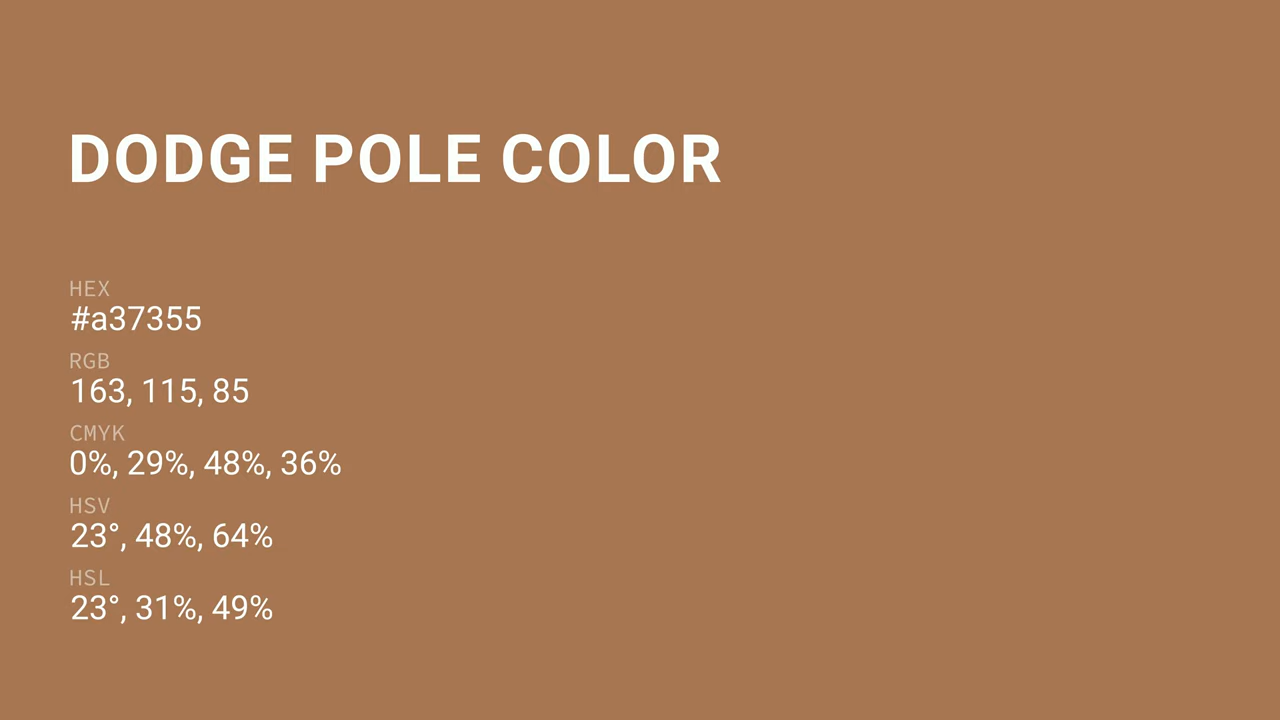 DODGE POLE COLOR
HEX
#a37355
RGB
163, 115, 85
CMYK
0%, 29%, 48%, 36%
HSV
23°, 48%, 64%
HSL
23°, 31%, 49%